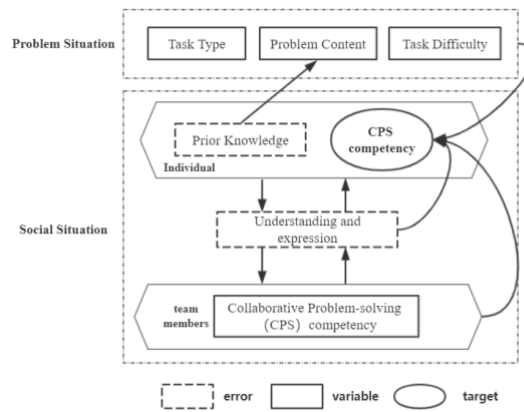 Problem Situation
Task Type
Problem Content
Task Difficulty
Prior Knowledge
CPS
competency
Individual
Social Situation
Understanding and
expression
team
members
Collaborative Problem-solving
（CPS）competency
error
variable
target